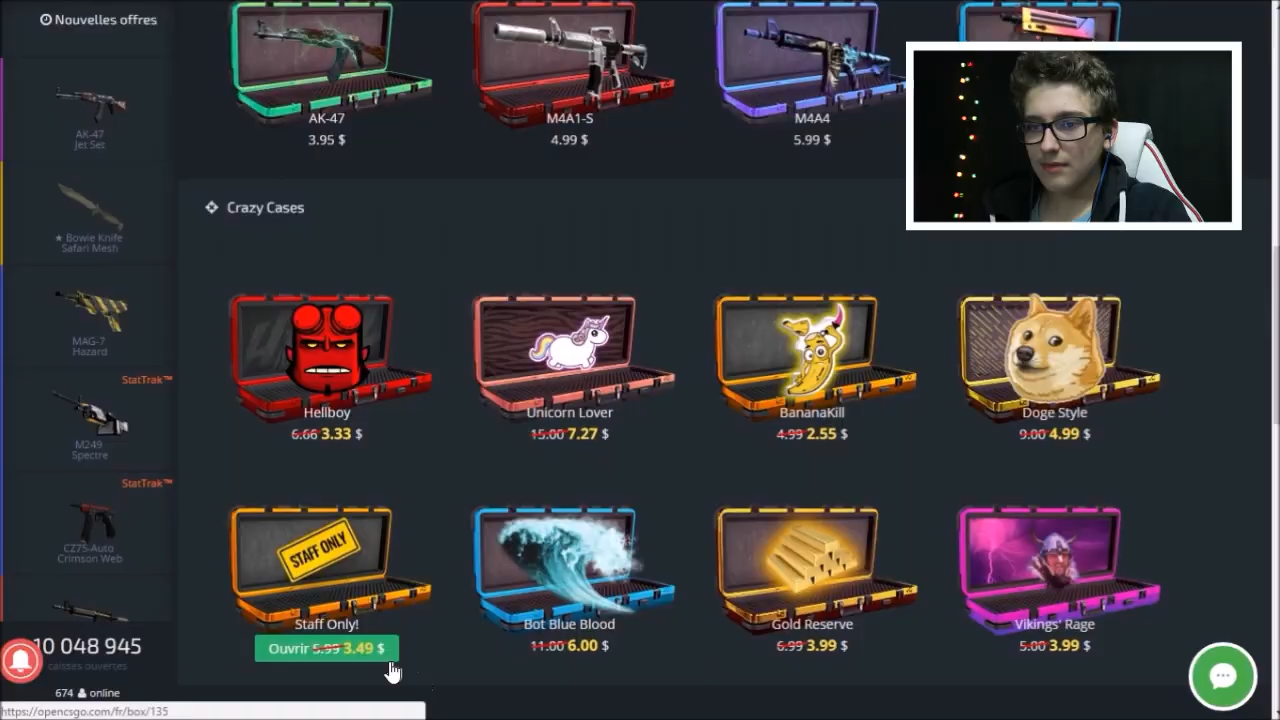 Nouvelles offres
AK-47
Jet Set
★ Bowie Knife
Safari Mesh
MAG-7
Hazard
StatTrak™
M249
Spectre
StatTrak™
CZ75-Auto
Crimson Web
10 048 945
caisses ouvertes
674 online
https://opencsgo.com/fr/box/135
AK-47
3.95 $
M4A1-S
4.99 $
M4A4
5.99 $
Crazy Cases
Hellboy
6.66 3.33 $
Unicorn Lover
15.00 7.27 $
BananaKill
4.99 2.55 $
Doge Style
9.00 4.99 $
STAFF ONLY
Staff Only!
Ouvrir 5.99 3.49 $
Bot Blue Blood
11.00 6.00 $
Gold Reserve
6.99 3.99 $
Vikings' Rage
5.00 3.99 $